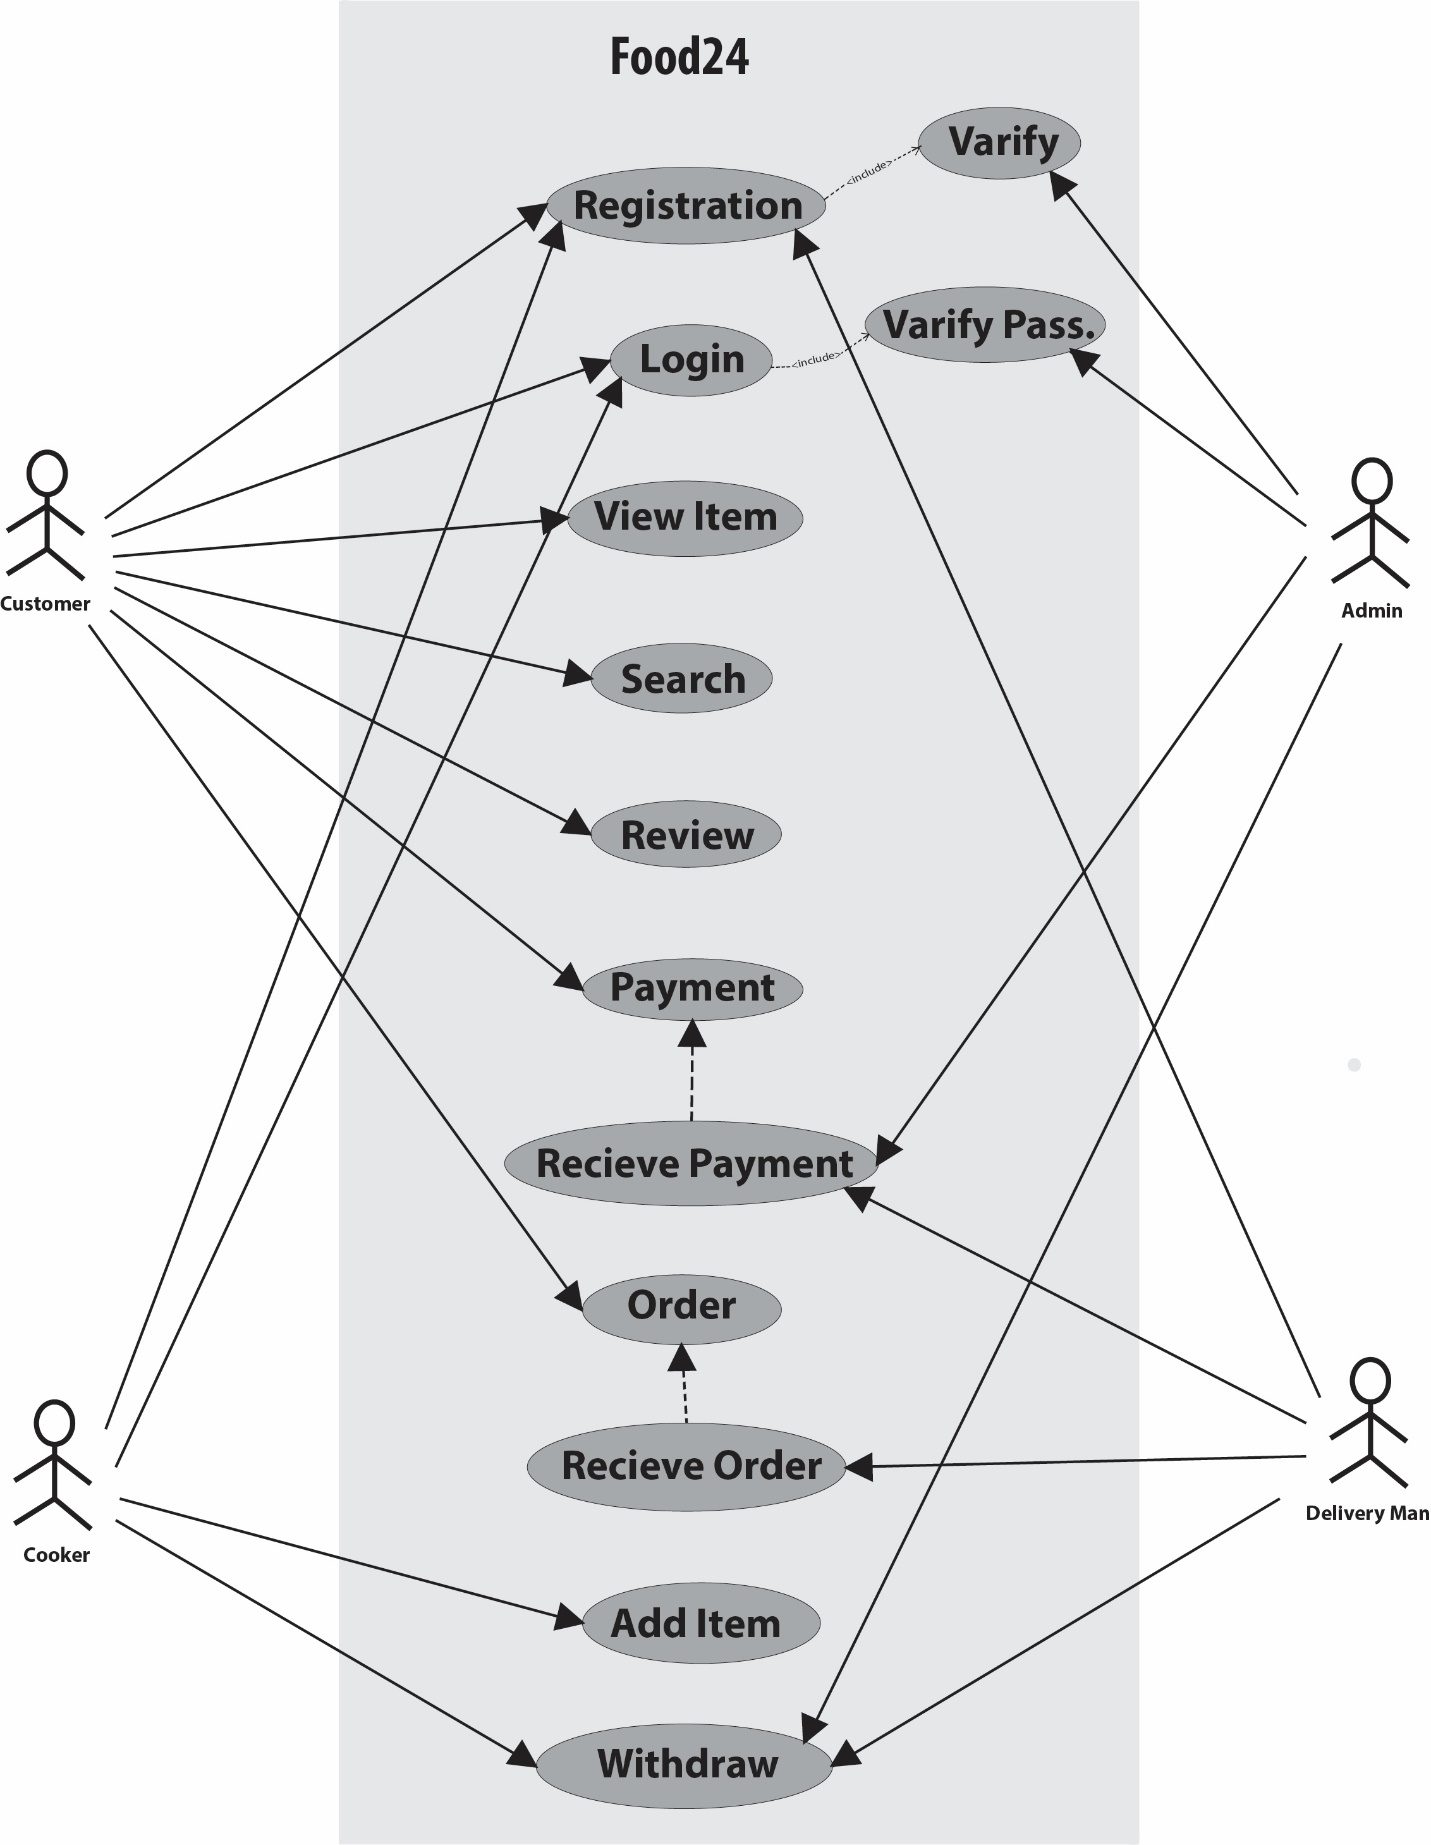 Food24
Varify
<include>
Registration
Varify Pass.
<include>
Login
View Item
Customer
Admin
Search
Review
Payment
Recieve Payment
Order
Recieve Order
Delivery Man
Cooker
Add Item
Withdraw